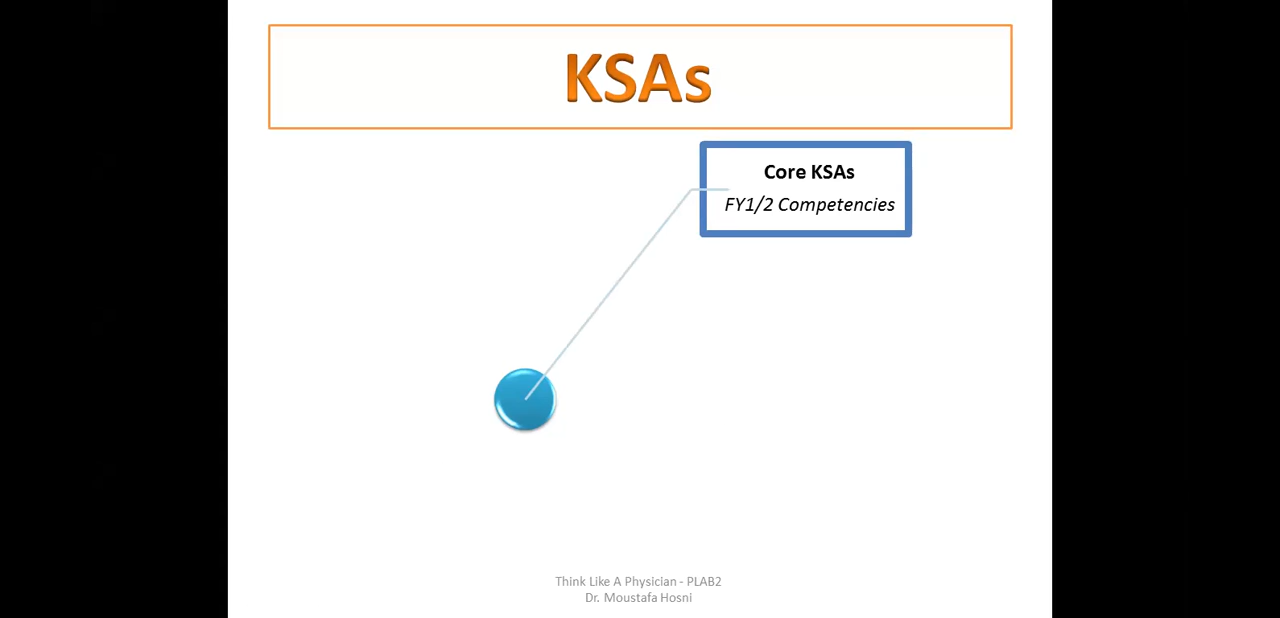 KSAs
Core KSAs
FY1/2 Competencies
Think Like A Physician - PLAB2
Dr. Moustafa Hosni